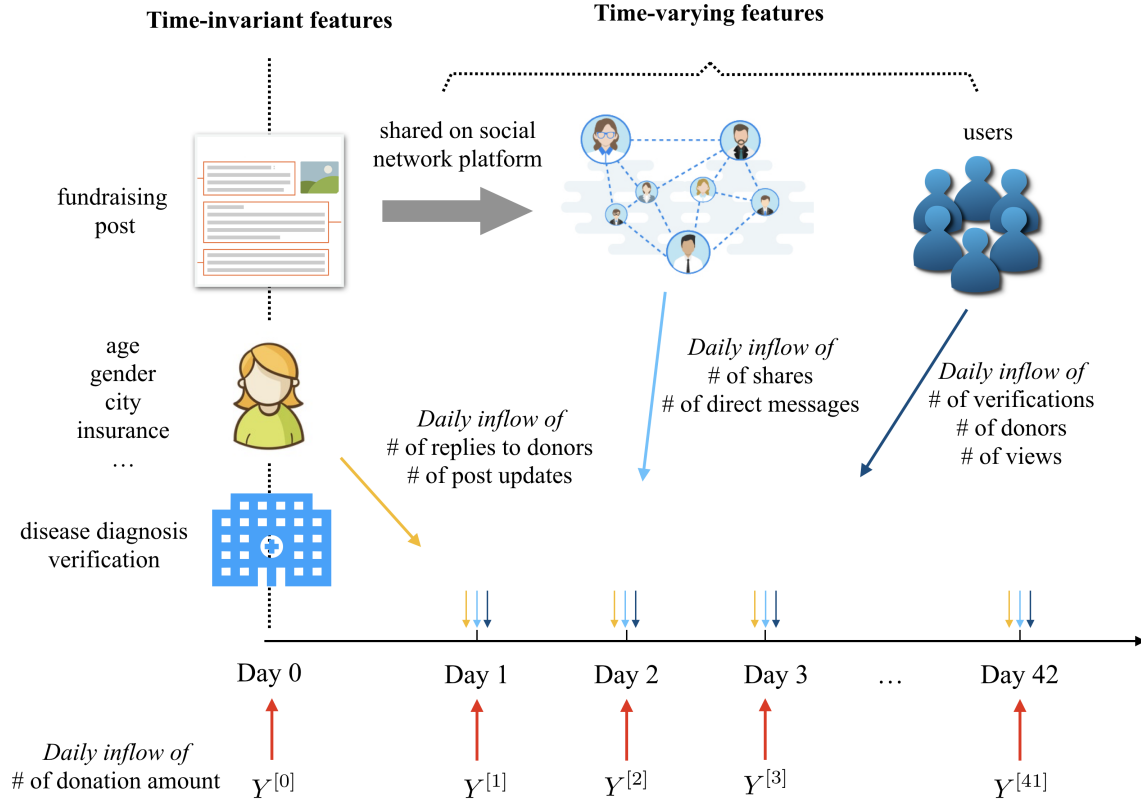 Time-invariant features
Time-varying features
fundraising
post
shared on social
network platform
users
age
gender
city
insurance
…
Daily inflow of
# of replies to donors
# of post updates
Daily inflow of
# of shares
# of direct messages
Daily inflow of
# of verifications
# of donors
# of views
disease diagnosis
verification
Day 0
Day 1
Day 2
Day 3
…
Day 42
Daily inflow of
# of donation amount
Y^[0]
Y^[1]
Y^[2]
Y^[3]
Y^[41]